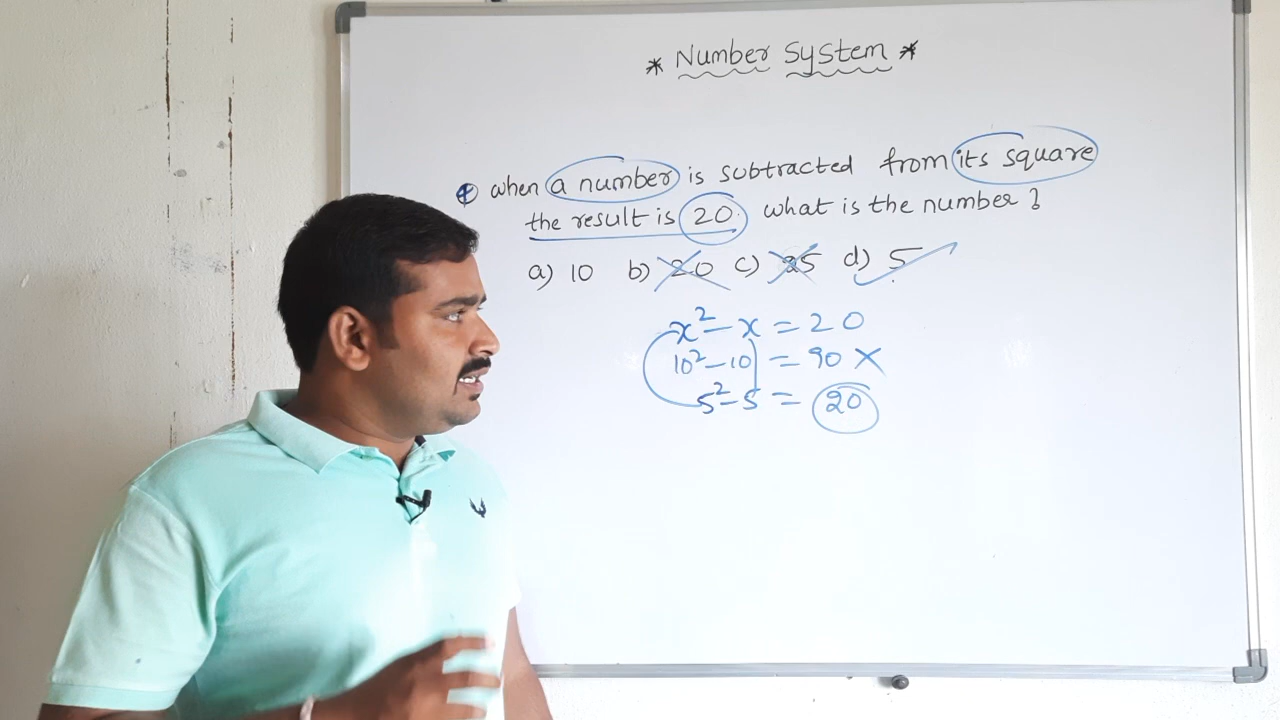 * Number System *
when a number is subtracted from its square
the result is 20. what is the number?
a) 10 b) 20 c) 25 d) 5
x² - x = 20
10² - 10 = 90 X
5² - 5 = 20